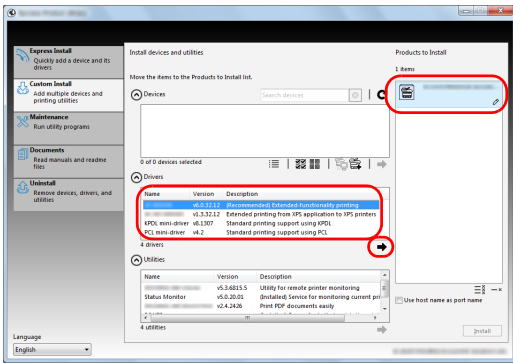 Express Install
Quickly add a device and its
drivers
Custom Install
Add multiple devices and
printing utilities
Maintenance
Run utility programs
Documents
Read manuals and readme
files
Uninstall
Remove devices, drivers, and
utilities
Language
English
Install devices and utilities
Move the items to the Products to Install list.
Devices
Search devices
0 of 0 devices selected
Drivers
Name Version Description
v6.0.32.12 (Recommended) Extended-functionality printing
v1.3.32.12 Extended printing from XPS application to XPS printers
KPDL mini-driver v8.1307 Standard printing support using KPDL
PCL mini-driver v4.2 Standard printing support using PCL
4 drivers
Utilities
Name Version Description
v5.3.6815.5 Utility for remote printer monitoring
Status Monitor v5.0.20.01 (Installed) Service for monitoring current pri
v2.4.2426 Print PDF documents easily
4 utilities
Products to Install
1 items
Use host name as port name
Install